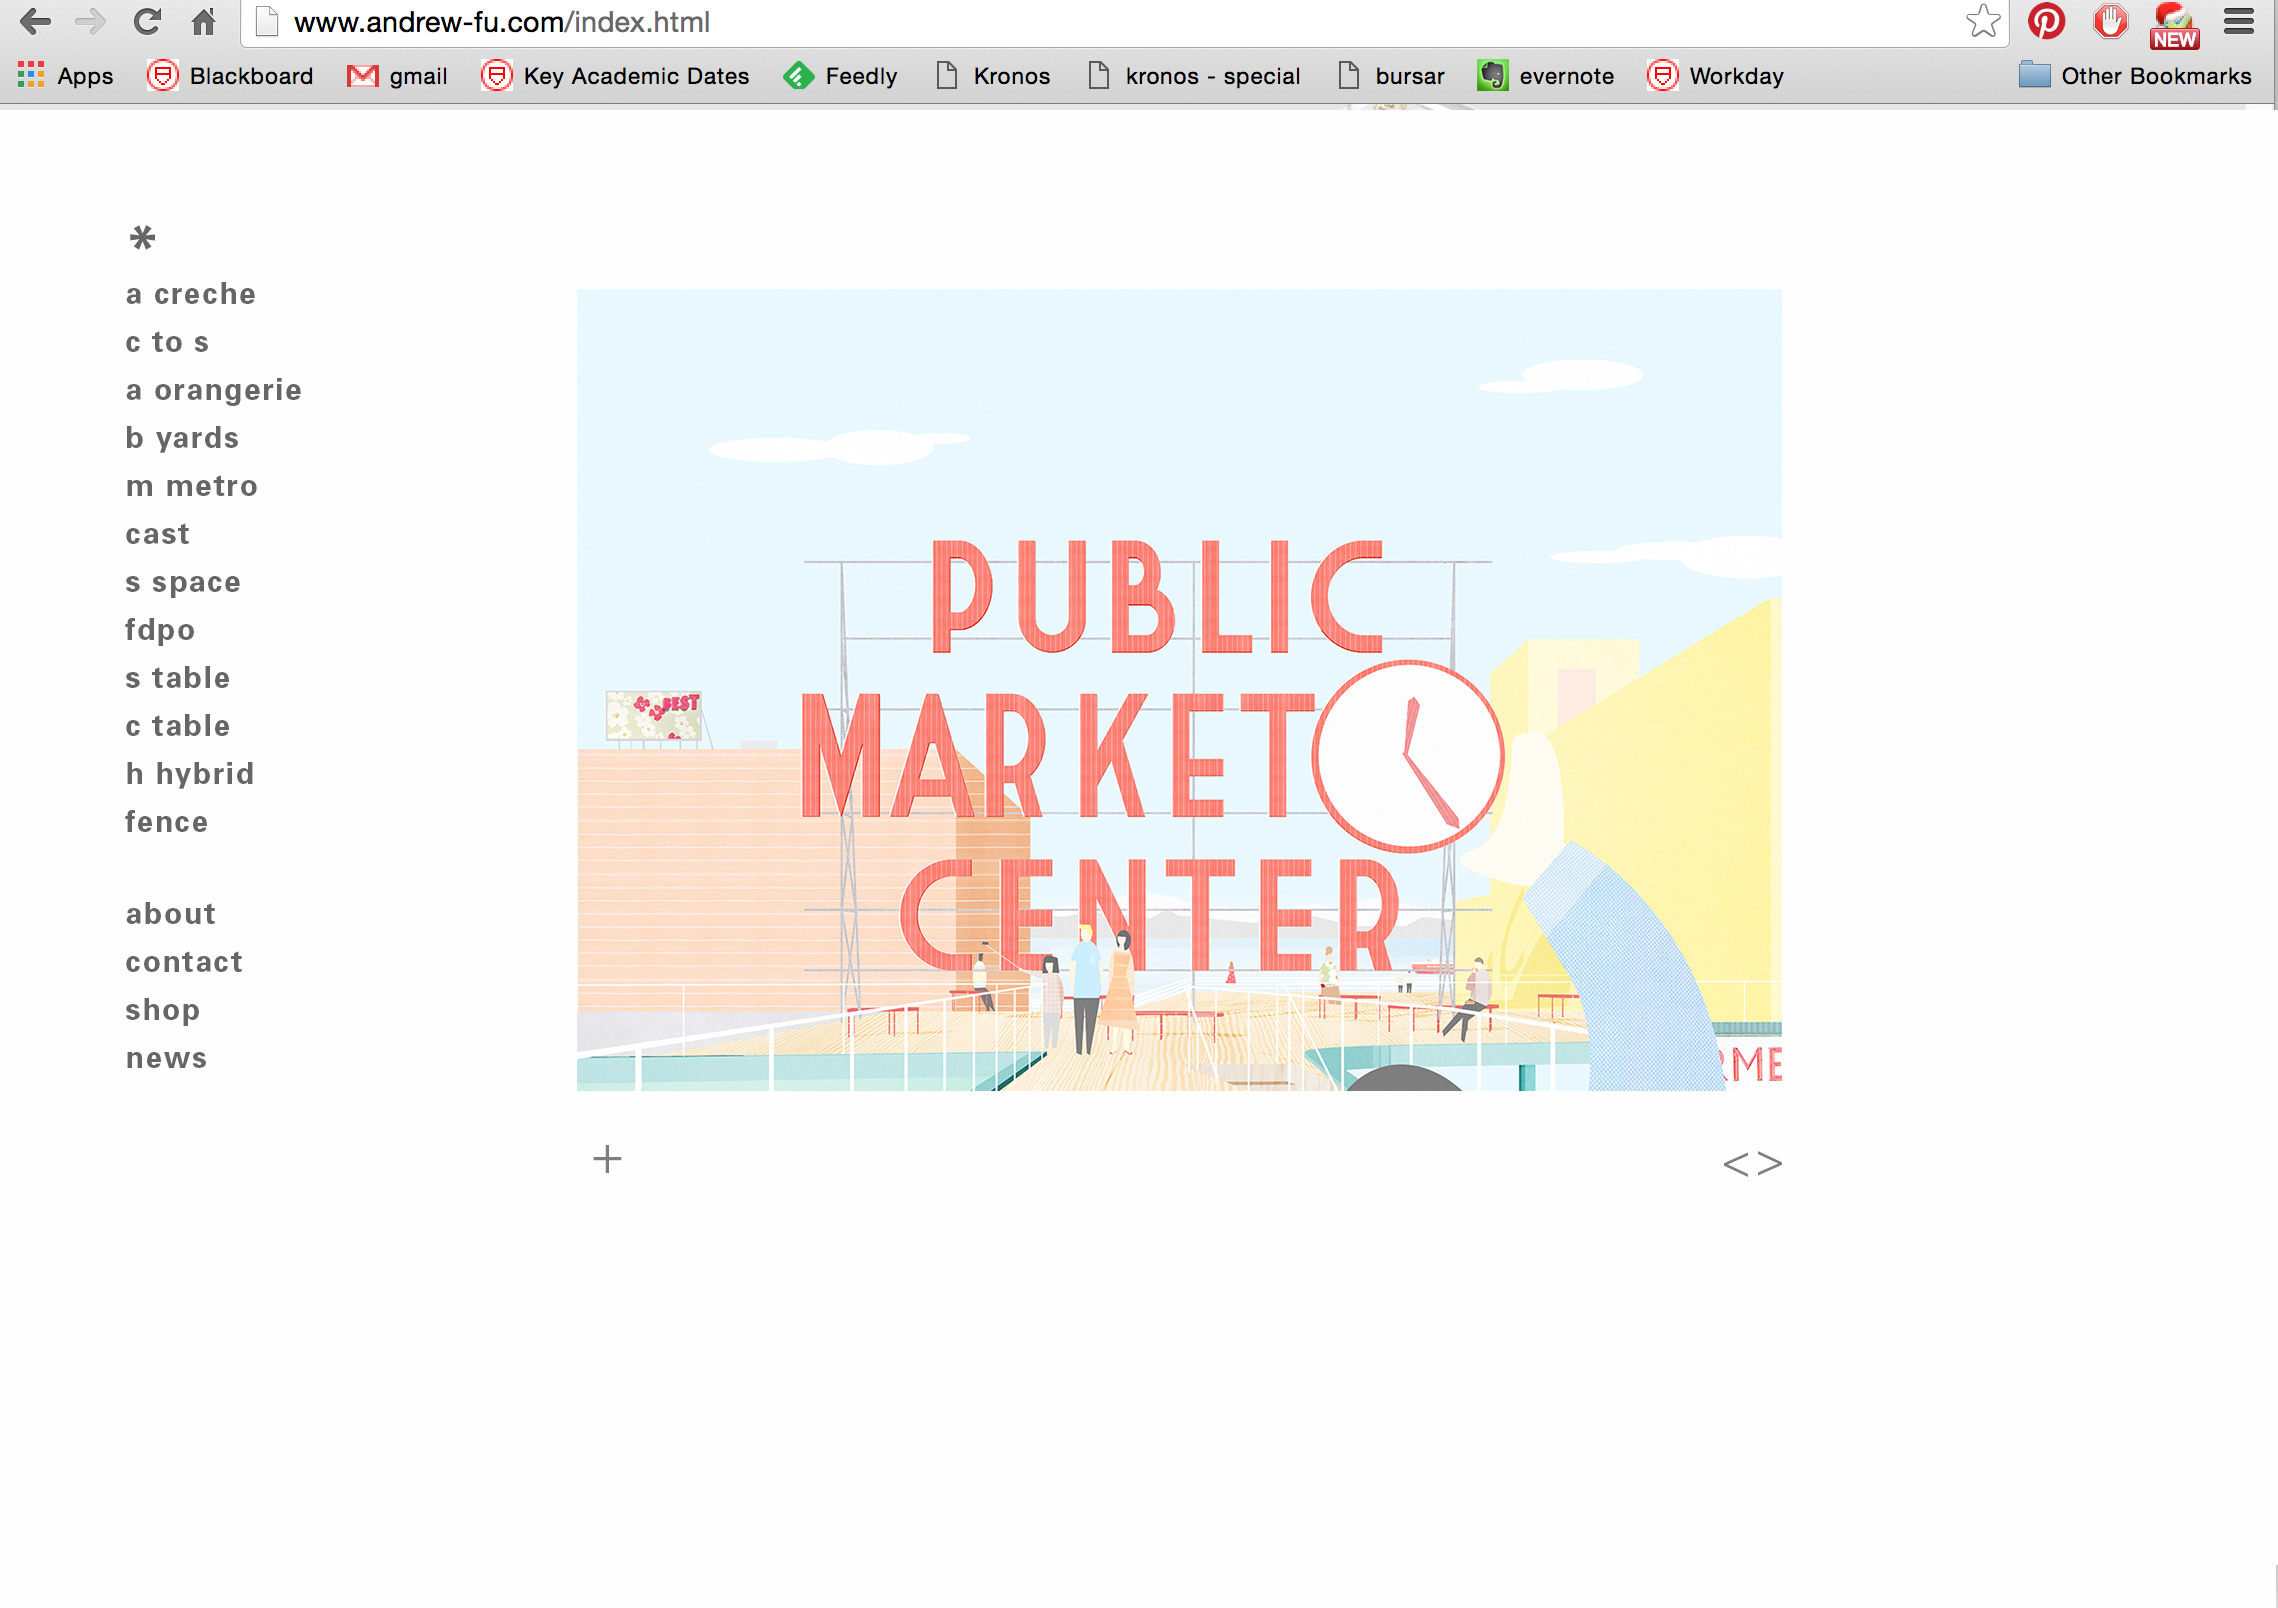 www.andrew-fu.com/index.html
NEW
Apps Blackboard gmail Key Academic Dates Feedly Kronos kronos - special bursar evernote Workday Other Bookmarks
*
a creche
c to s
a orangerie
b yards
m metro
cast
s space
fdpo
s table
c table
h hybrid
fence
about
contact
shop
news
PUBLIC
MARKET
CENTER
BEST
RME
+
< >